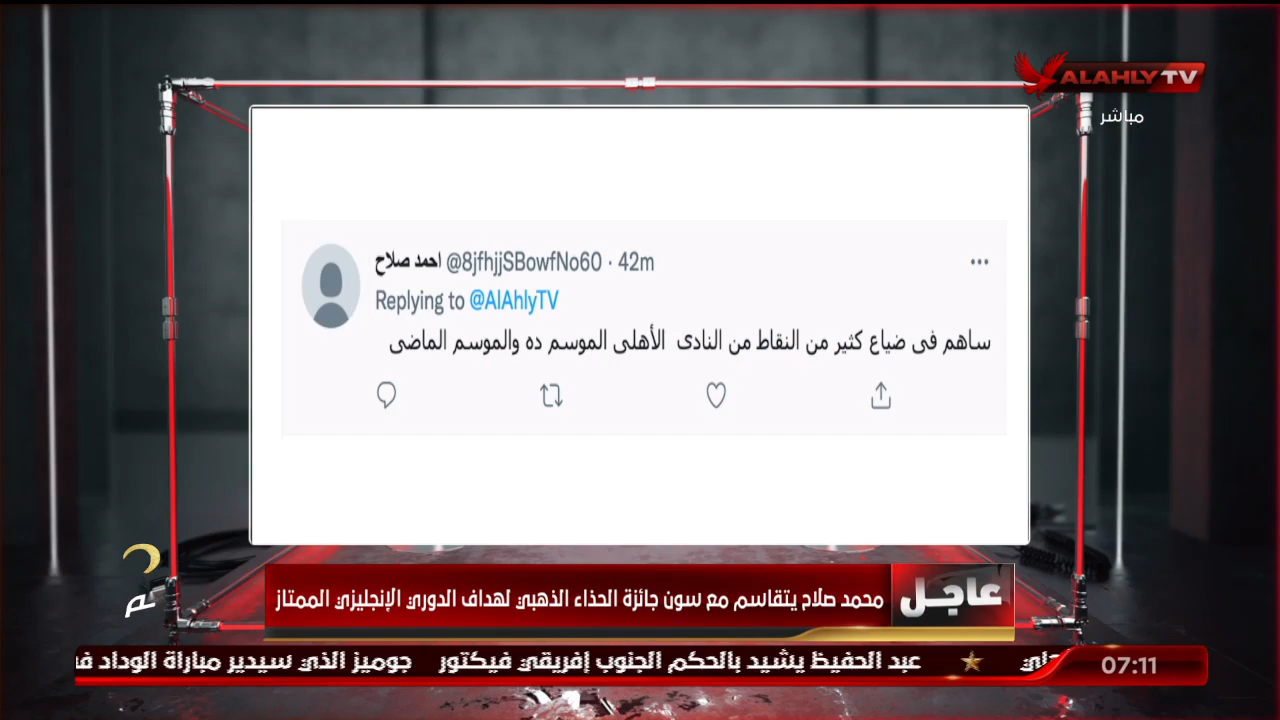 ALAHLY TV
مباشر
احمد صلاح @8jfhjjSBowfNo60 · 42m
Replying to @AlAhlyTV
ساهم فى ضياع كثير من النقاط من النادى الأهلى الموسم ده والموسم الماضى
عاجل
محمد صلاح يتقاسم مع سون جائزة الحذاء الذهبي لهداف الدوري الإنجليزي الممتاز
عبد الحفيظ يشيد بالحكم الجنوب إفريقي فيكتور جوميز الذي سيدير مباراة الوداد
07:11